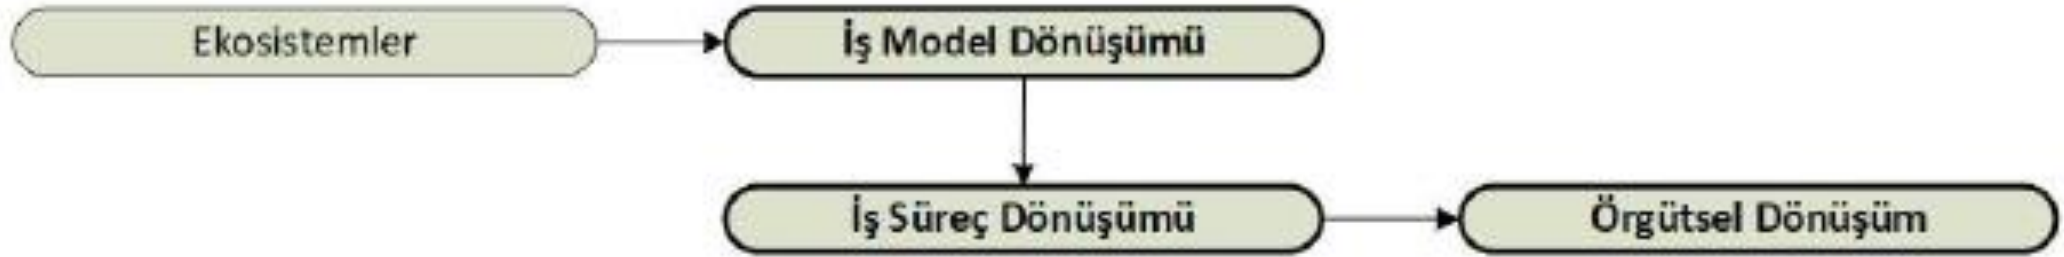 Ekosistemler
İş Model Dönüşümü
İş Süreç Dönüşümü
Örgütsel Dönüşüm